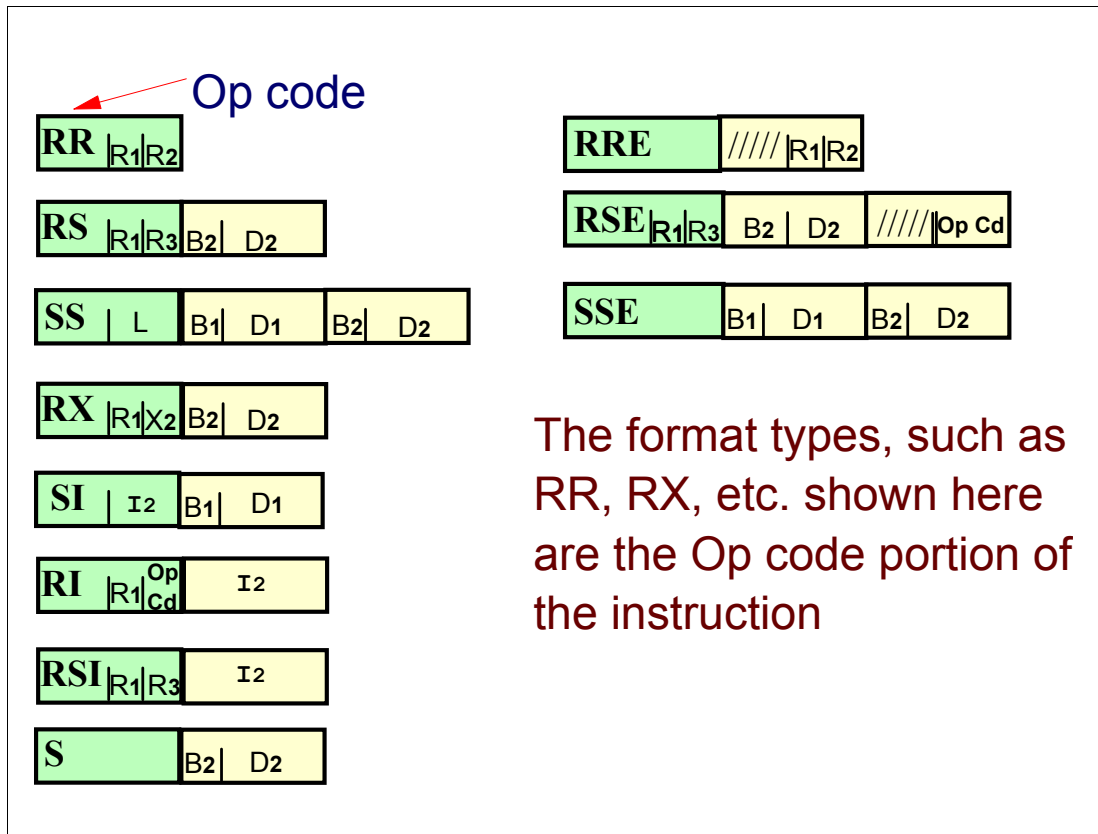 Op code
RR R1 R2
RS R1 R3 B2 D2
SS L B1 D1 B2 D2
RX R1 X2 B2 D2
SI I2 B1 D1
RI R1 Op Cd I2
RSI R1 R3 I2
S B2 D2
RRE ///// R1 R2
RSE R1 R3 B2 D2 ///// Op Cd
SSE B1 D1 B2 D2
The format types, such as
RR, RX, etc. shown here
are the Op code portion of
the instruction